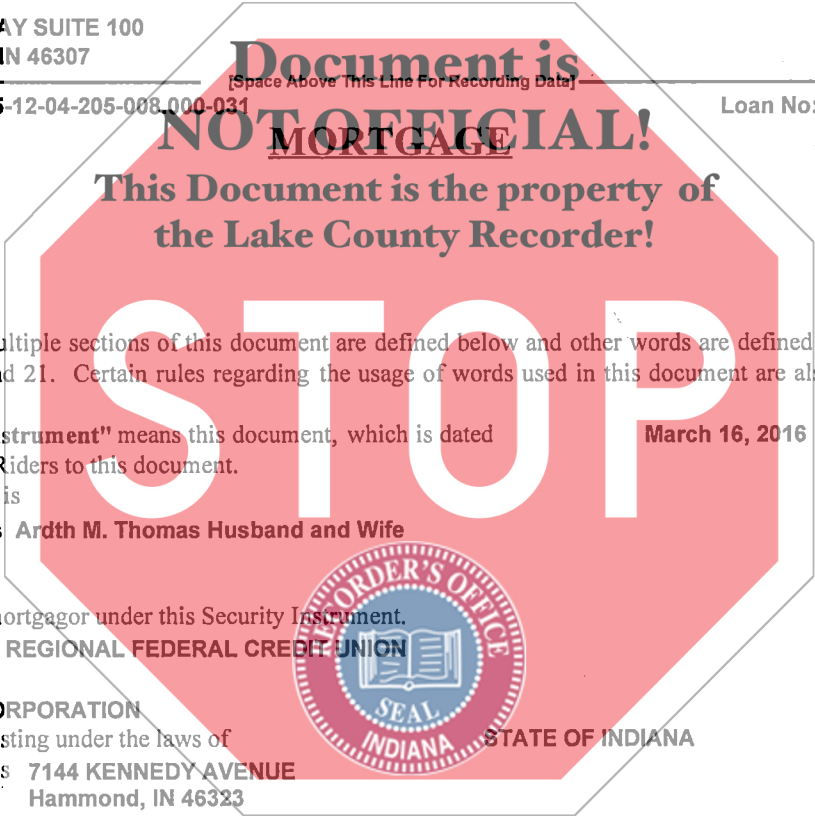 AY SUITE 100
IN 46307
Document is
[Space Above This Line For Recording Data]
-12-04-205-008.000-031
Loan No:
NOT OFFICIAL!
MORTGAGE
This Document is the property of
the Lake County Recorder!
STOP
ultiple sections of this document are defined below and other words are defined
d 21. Certain rules regarding the usage of words used in this document are als
strument" means this document, which is dated March 16, 2016
Riders to this document.
is
s Ardth M. Thomas Husband and Wife
ortgagor under this Security Instrument.
REGIONAL FEDERAL CREDIT UNION
RECORDER'S OFFICE
SEAL
INDIANA
ORPORATION
sting under the laws of STATE OF INDIANA
s 7144 KENNEDY AVENUE
Hammond, IN 46323